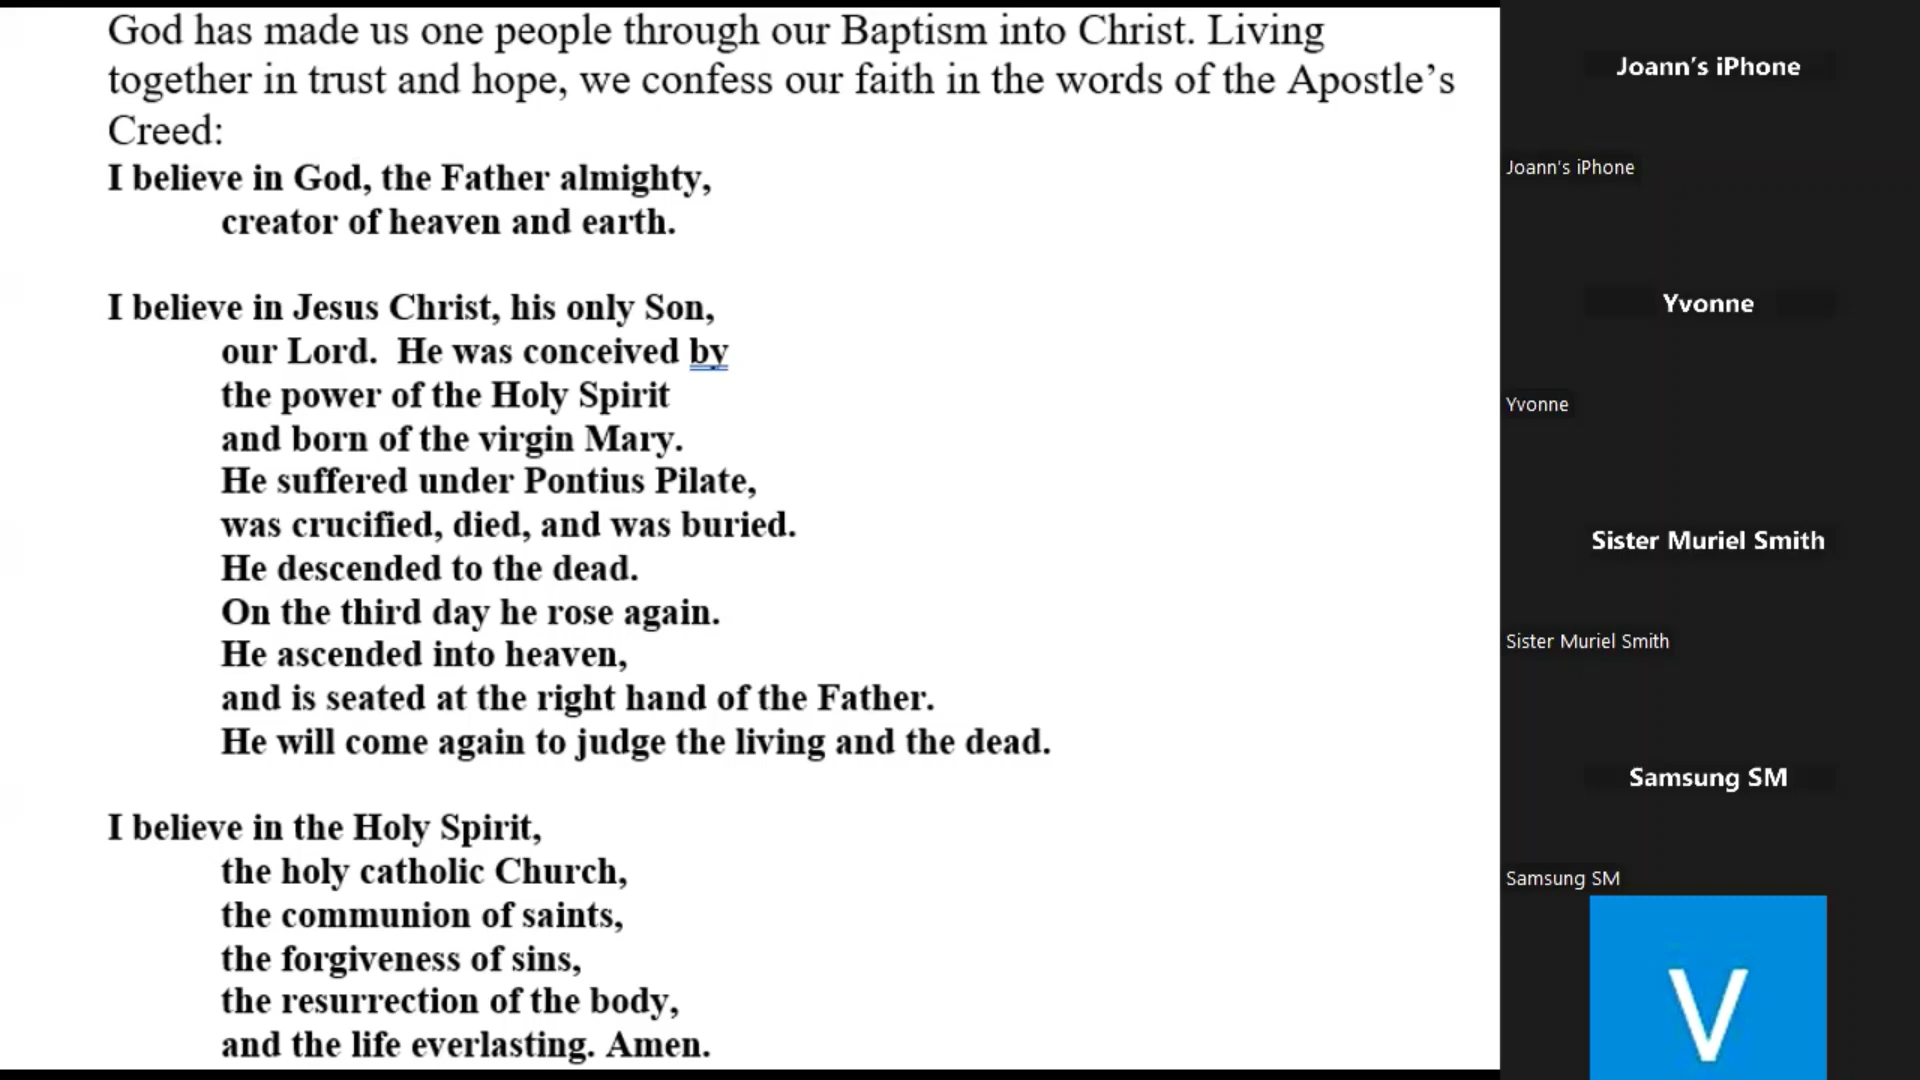 God has made us one people through our Baptism into Christ. Living
together in trust and hope, we confess our faith in the words of the Apostle’s
Creed:
I believe in God, the Father almighty,
creator of heaven and earth.
I believe in Jesus Christ, his only Son,
our Lord.  He was conceived by
the power of the Holy Spirit
and born of the virgin Mary.
He suffered under Pontius Pilate,
was crucified, died, and was buried.
He descended to the dead.
On the third day he rose again.
He ascended into heaven,
and is seated at the right hand of the Father.
He will come again to judge the living and the dead.
I believe in the Holy Spirit,
the holy catholic Church,
the communion of saints,
the forgiveness of sins,
the resurrection of the body,
and the life everlasting. Amen.
Joann’s iPhone
Joann's iPhone
Yvonne
Yvonne
Sister Muriel Smith
Sister Muriel Smith
Samsung SM
Samsung SM
V